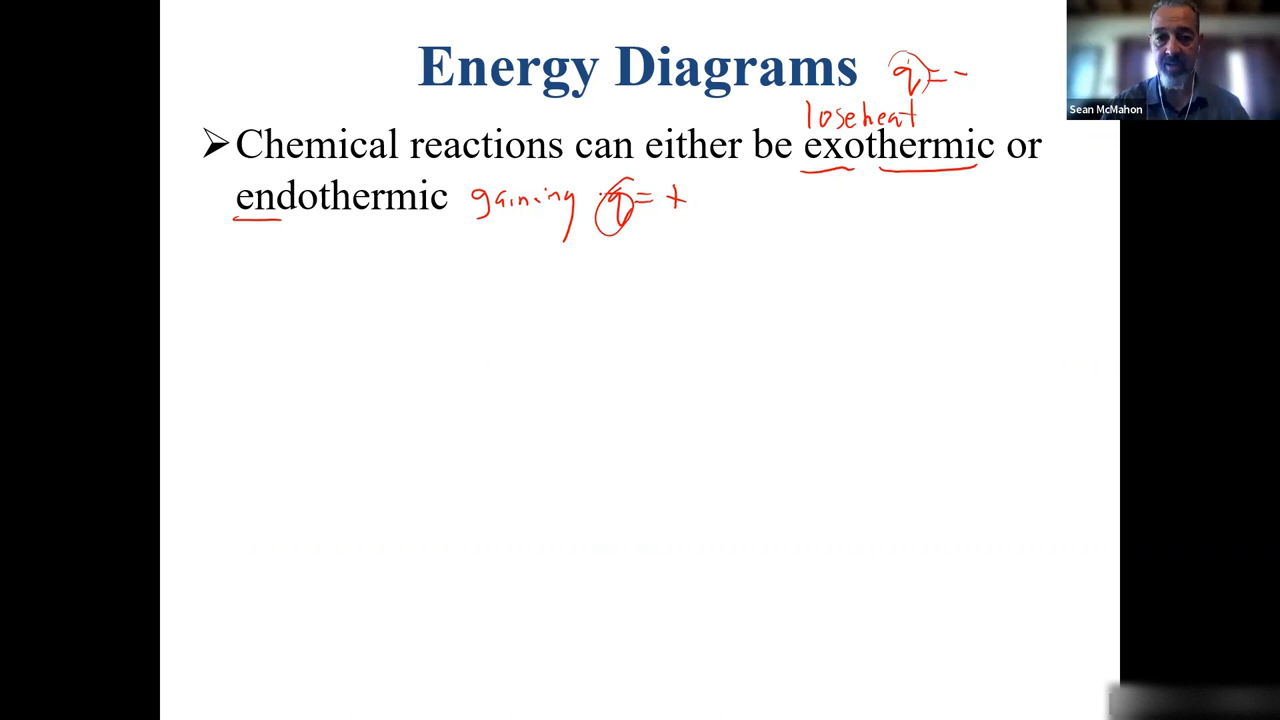 Energy Diagrams q = -
lose heat
➢Chemical reactions can either be exothermic or
endothermic gaining q = +
Sean McMahon